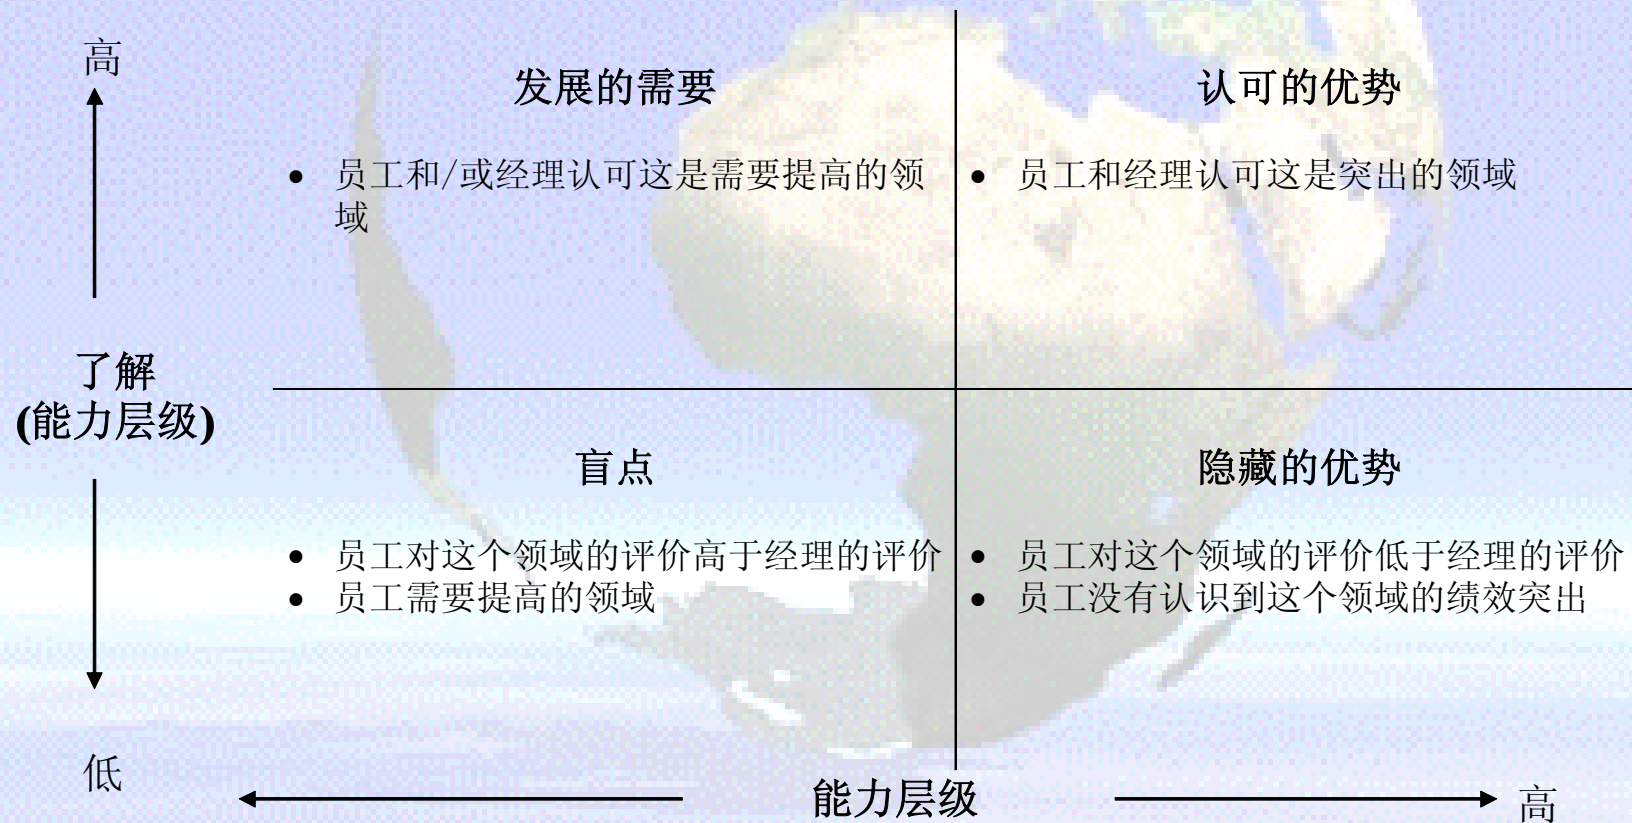 高
发展的需要
认可的优势
• 员工和/或经理认可这是需要提高的领
域
• 员工和经理认可这是突出的领域
了解
(能力层级)
盲点
隐藏的优势
• 员工对这个领域的评价高于经理的评价
• 员工需要提高的领域
• 员工对这个领域的评价低于经理的评价
• 员工没有认识到这个领域的绩效突出
低
能力层级
高